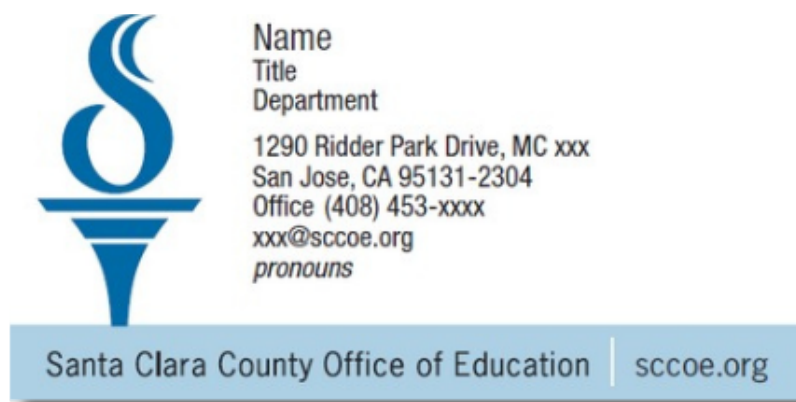 Name
Title
Department
1290 Ridder Park Drive, MC xxx
San Jose, CA 95131-2304
Office (408) 453-xxxx
xxx@sccoe.org
pronouns
Santa Clara County Office of Education | sccoe.org